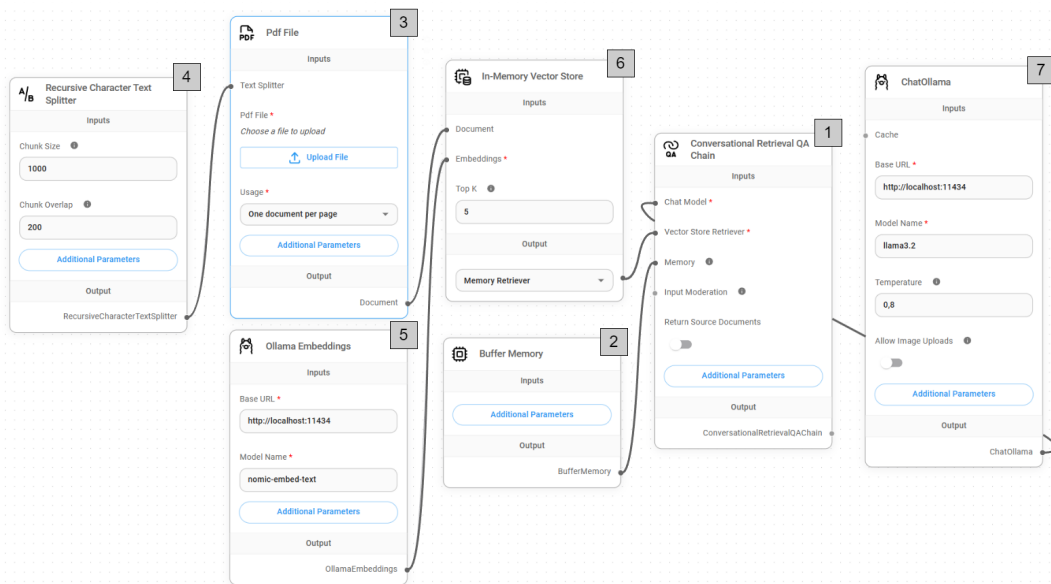 4
Recursive Character Text
Splitter
Inputs
Chunk Size
1000
Chunk Overlap
200
Additional Parameters
Output
RecursiveCharacterTextSplitter
3
PDF
Pdf File
Inputs
Text Splitter
Pdf File *
Choose a file to upload
Upload File
Usage *
One document per page
Additional Parameters
Output
Document
5
Ollama Embeddings
Inputs
Base URL *
http://localhost:11434
Model Name *
nomic-embed-text
Additional Parameters
Output
OllamaEmbeddings
6
In-Memory Vector Store
Inputs
Document
Embeddings *
Top K
5
Output
Memory Retriever
2
Buffer Memory
Inputs
Additional Parameters
Output
BufferMemory
1
QA
Conversational Retrieval QA
Chain
Inputs
Chat Model *
Vector Store Retriever *
Memory
Input Moderation
Return Source Documents
Additional Parameters
Output
ConversationalRetrievalQAChain
7
ChatOllama
Inputs
Cache
Base URL *
http://localhost:11434
Model Name *
llama3.2
Temperature
0,8
Allow Image Uploads
Additional Parameters
Output
ChatOllama